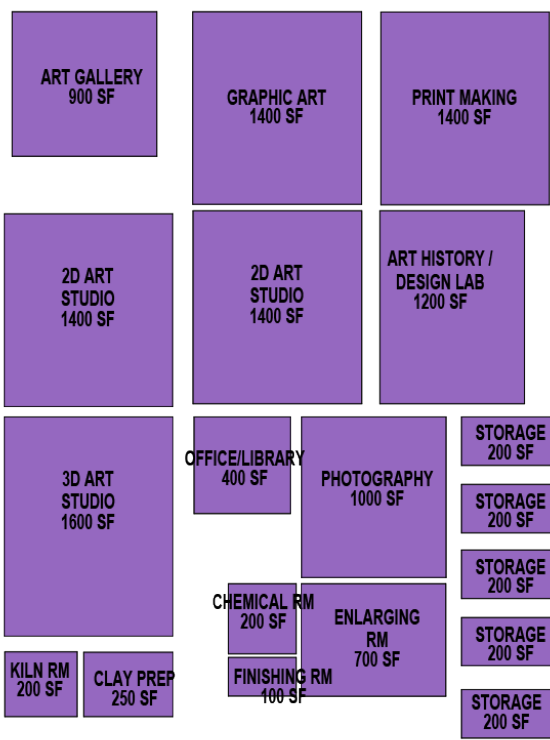 ART GALLERY
900 SF
GRAPHIC ART
1400 SF
PRINT MAKING
1400 SF
2D ART
STUDIO
1400 SF
2D ART
STUDIO
1400 SF
ART HISTORY /
DESIGN LAB
1200 SF
3D ART
STUDIO
1600 SF
OFFICE/LIBRARY
400 SF
PHOTOGRAPHY
1000 SF
STORAGE
200 SF
STORAGE
200 SF
STORAGE
200 SF
STORAGE
200 SF
STORAGE
200 SF
CHEMICAL RM
200 SF
ENLARGING
RM
700 SF
FINISHING RM
100 SF
KILN RM
200 SF
CLAY PREP
250 SF